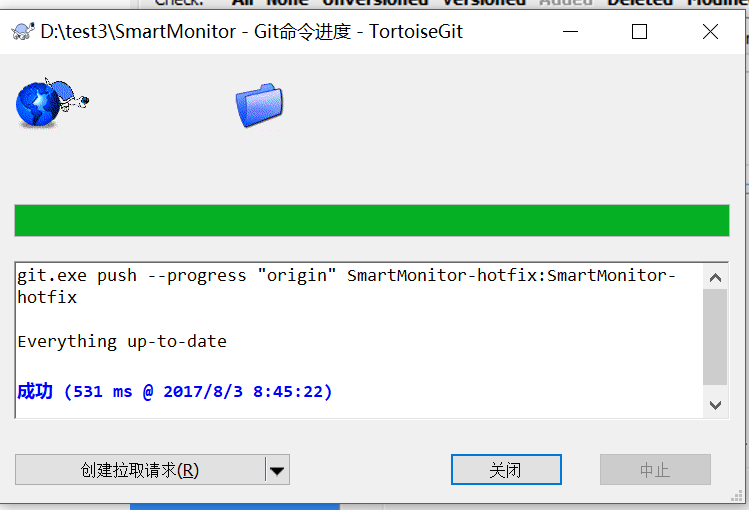 Check: All None Unversioned Versioned Added Deleted
D:\test3\SmartMonitor - Git命令进度 - TortoiseGit
git.exe push --progress "origin" SmartMonitor-hotfix:SmartMonitor-
hotfix
Everything up-to-date
成功 (531 ms @ 2017/8/3 8:45:22)
创建拉取请求(R)
关闭
中止